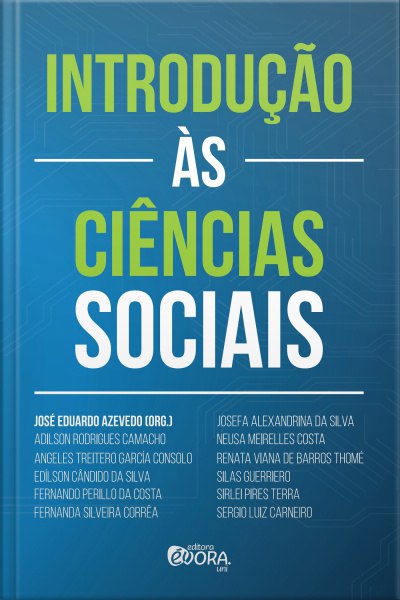 INTRODUÇÃO
ÀS
CIÊNCIAS
SOCIAIS
JOSÉ EDUARDO AZEVEDO (ORG.)
ADILSON RODRIGUES CAMACHO
ANGELES TREITERO GARCÍA CONSOLO
EDÍLSON CÂNDIDO DA SILVA
FERNANDO PERILLO DA COSTA
FERNANDA SILVEIRA CORRÊA
JOSEFA ALEXANDRINA DA SILVA
NEUSA MEIRELLES COSTA
RENATA VIANA DE BARROS THOMÉ
SILAS GUERRIERO
SIRLEI PIRES TERRA
SERGIO LUIZ CARNEIRO
editora
ÉVORA.
uni